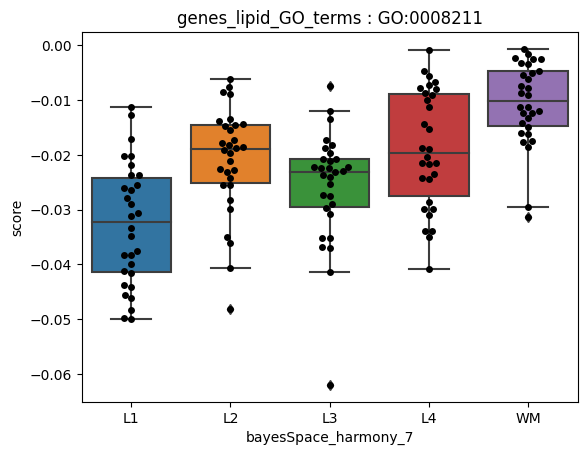 genes_lipid_GO_terms : GO:0008211
0.00
−0.01
−0.02
−0.03
−0.04
−0.05
−0.06
score
L1 L2 L3 L4 WM
bayesSpace_harmony_7